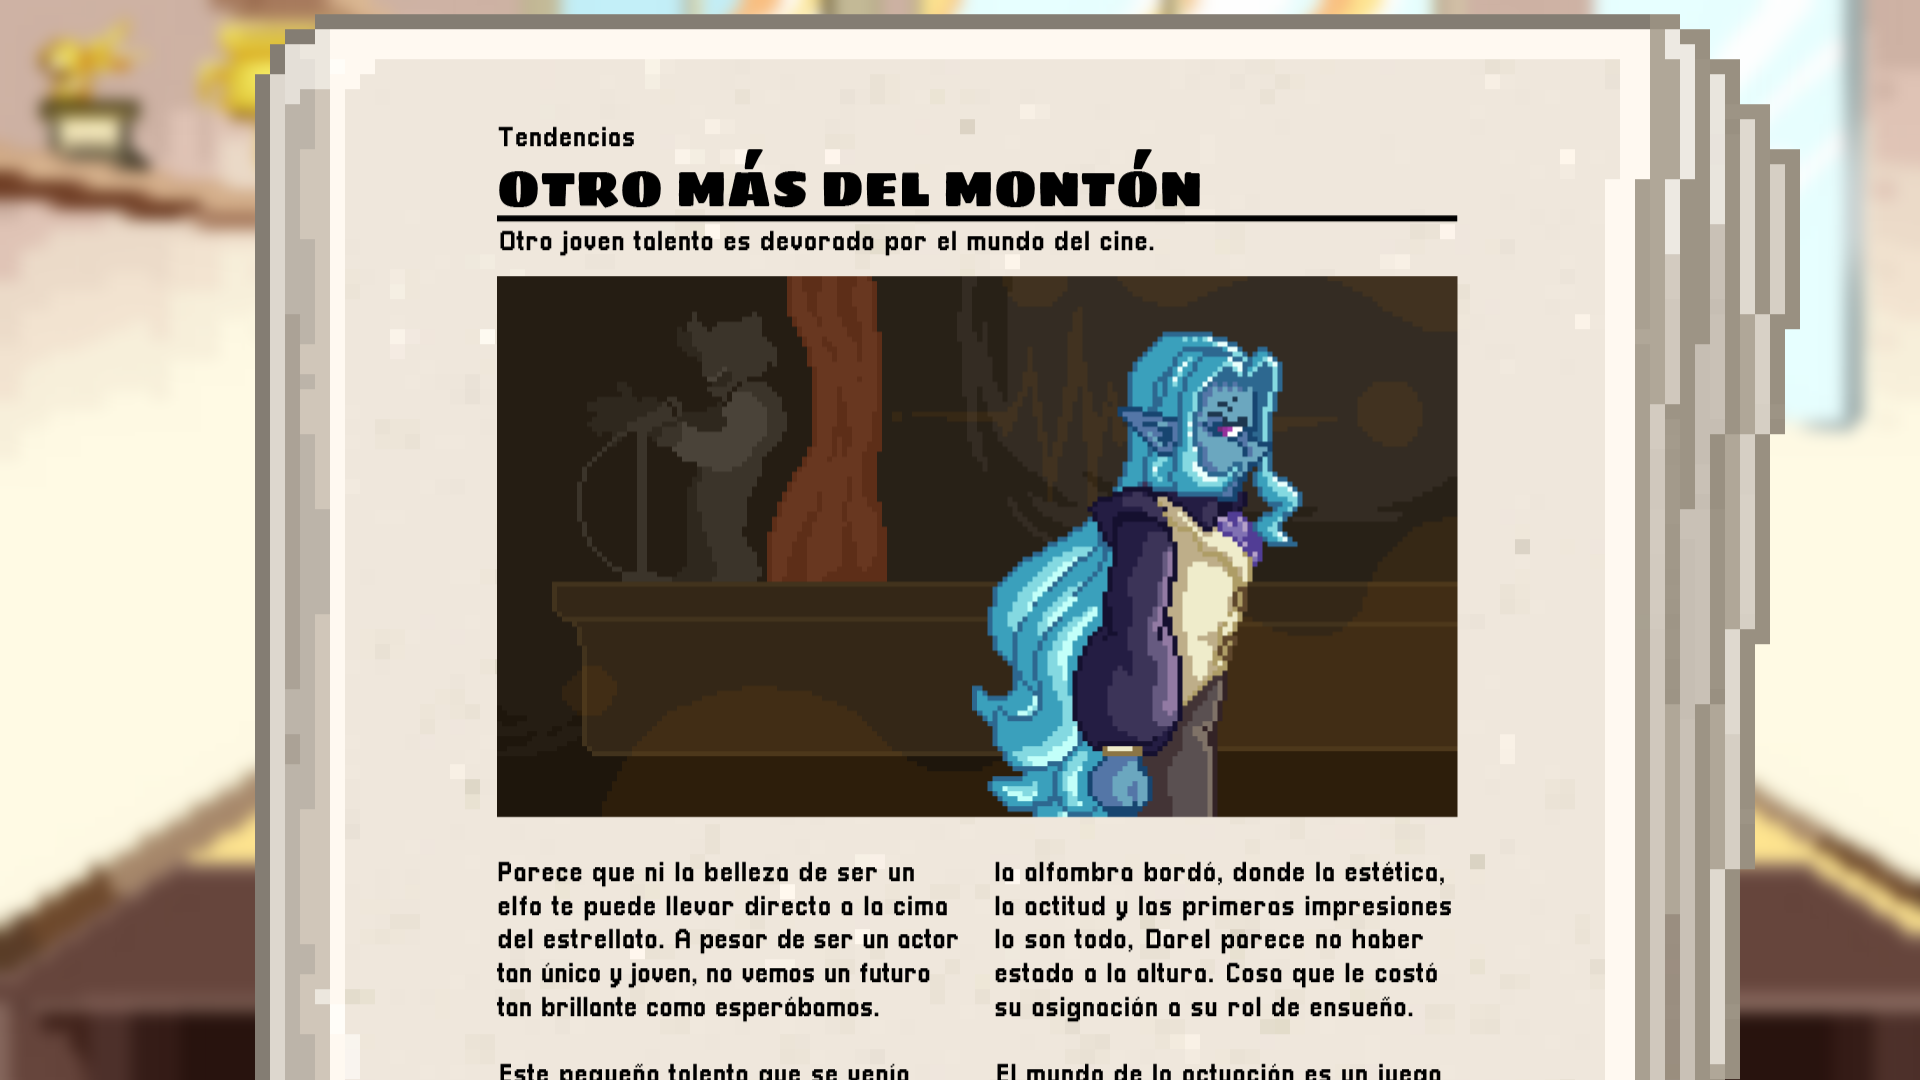 Tendencias
OTRO MÁS DEL MONTÓN
Otro joven talento es devorado por el mundo del cine.
Parece que ni la belleza de ser un
elfo te puede llevar directo a la cima
del estrellato. A pesar de ser un actor
tan único y joven, no vemos un futuro
tan brillante como esperábamos.
Este pequeño talento que se venía
la alfombra bordó, donde la estética,
la actitud y las primeras impresiones
lo son todo, Darel parece no haber
estado a la altura. Cosa que le costó
su asignación a su rol de ensueño.
El mundo de la actuación es un juego